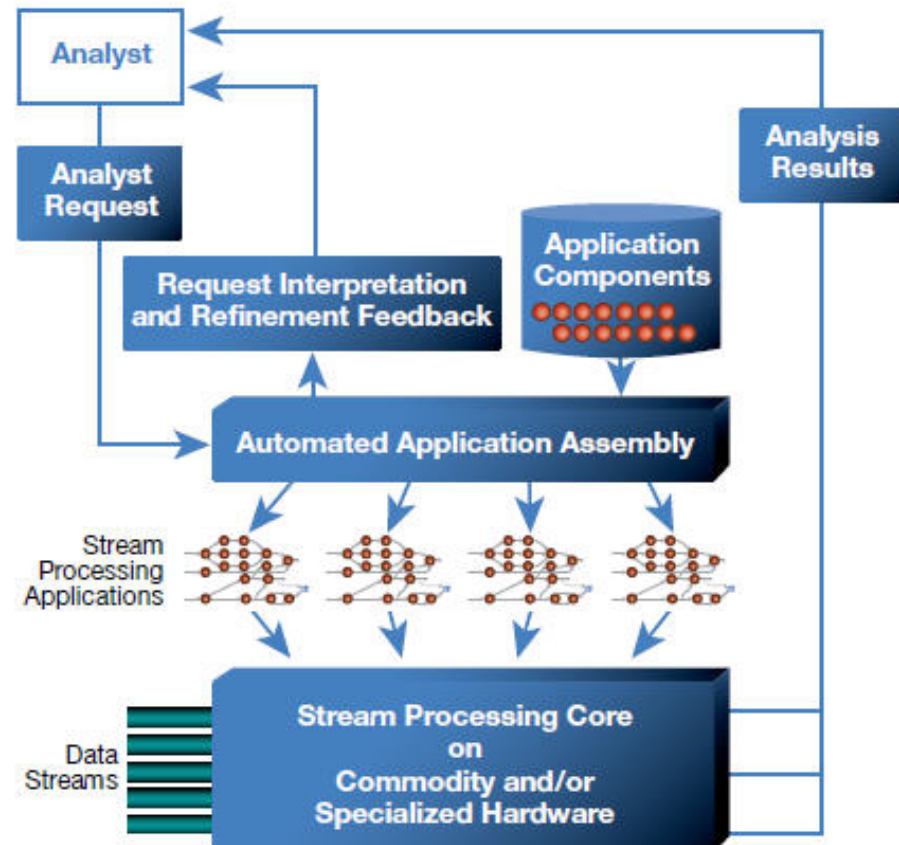 Analyst
Analyst
Request
Analysis
Results
Application
Components
Request Interpretation
and Refinement Feedback
Automated Application Assembly
Stream
Processing
Applications
Data
Streams
Stream Processing Core
on
Commodity and/or
Specialized Hardware